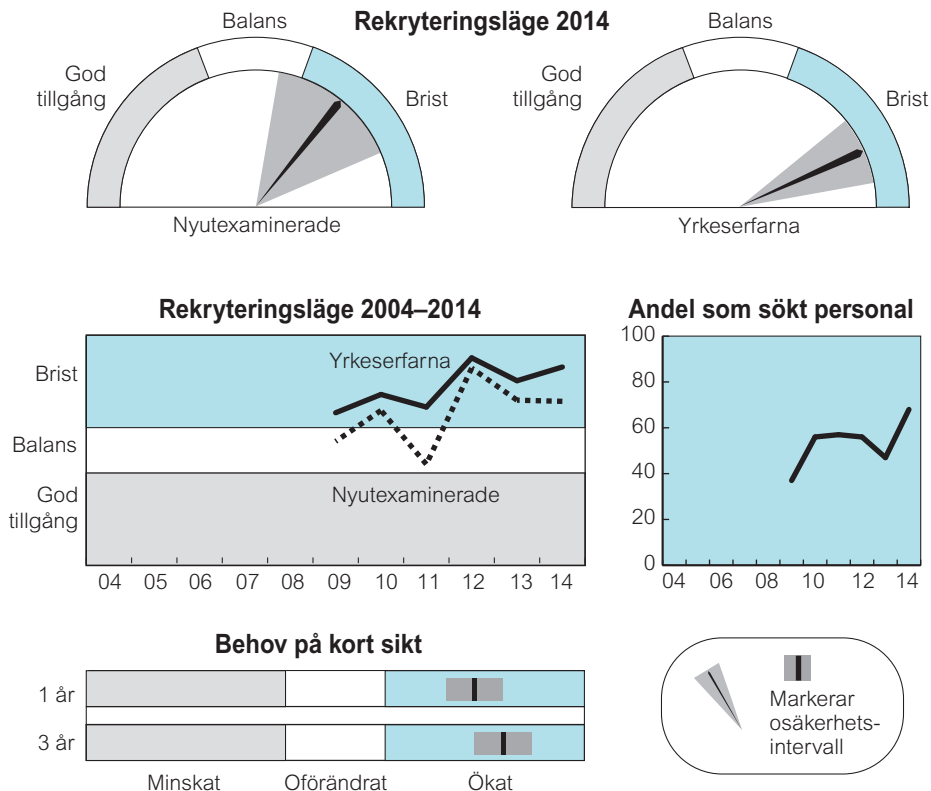 Rekryteringsläge 2014
Balans
God
tillgång
Brist
Nyutexaminerade
Balans
God
tillgång
Brist
Yrkeserfarna
Rekryteringsläge 2004–2014
Brist
Balans
God
tillgång
Yrkeserfarna
Nyutexaminerade
04 05 06 07 08 09 10 11 12 13 14
Andel som sökt personal
100
80
60
40
20
0
04 06 08 10 12 14
Behov på kort sikt
1 år
3 år
Minskat Oförändrat Ökat
Markerar
osäkerhets-
intervall